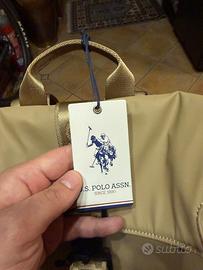 S. POLO ASSN.
SINCE 1890
subito